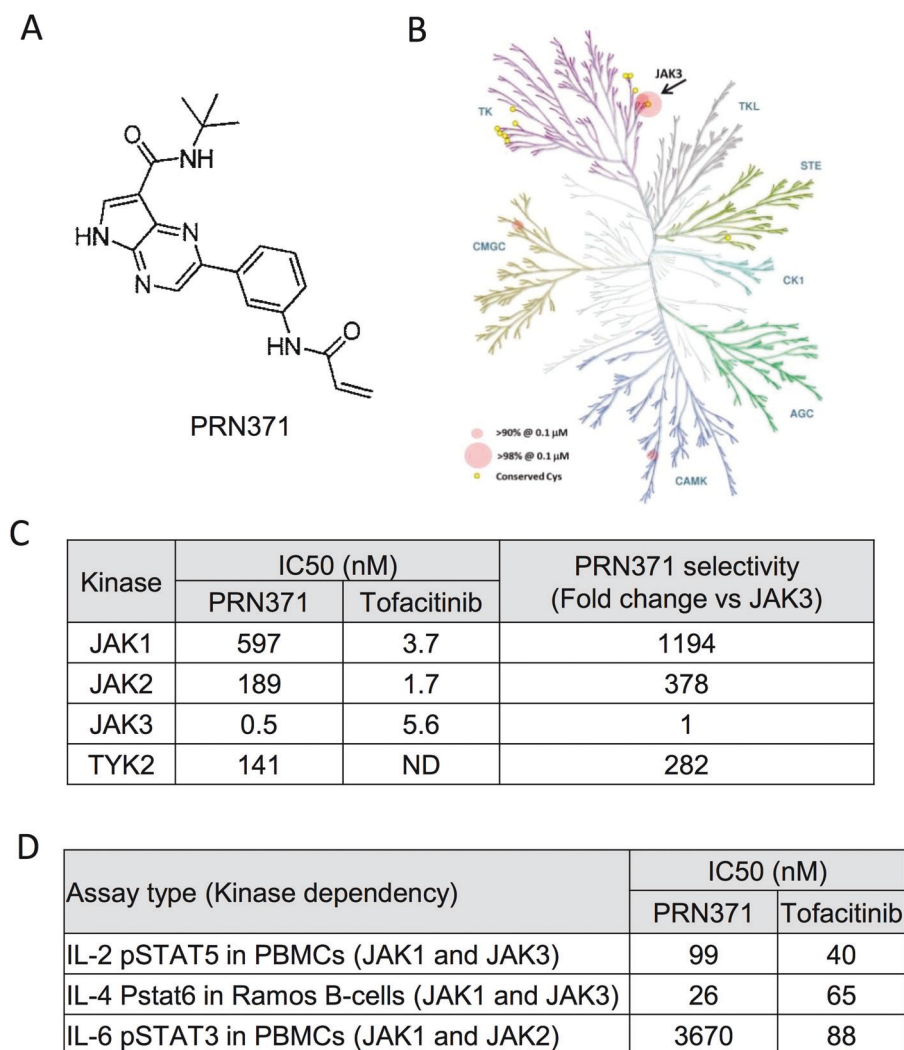 A
O
NH
HN
N
N
HN
O
PRN371
B
JAK3
TK
TKL
STE
CMGC
CK1
AGC
CAMK
>90% @ 0.1 µM
>98% @ 0.1 µM
Conserved Cys
C
Kinase IC50 (nM) PRN371 selectivity
(Fold change vs JAK3)
PRN371 Tofacitinib
JAK1 597 3.7 1194
JAK2 189 1.7 378
JAK3 0.5 5.6 1
TYK2 141 ND 282
D
Assay type (Kinase dependency) IC50 (nM)
PRN371 Tofacitinib
IL-2 pSTAT5 in PBMCs (JAK1 and JAK3) 99 40
IL-4 Pstat6 in Ramos B-cells (JAK1 and JAK3) 26 65
IL-6 pSTAT3 in PBMCs (JAK1 and JAK2) 3670 88